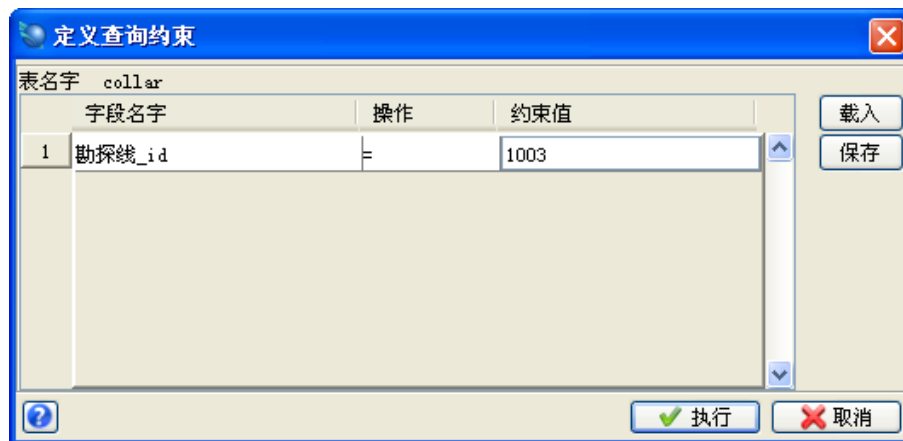 定义查询约束
表名字 collar
字段名字 操作 约束值
载入
1 勘探线_id = 1003
保存
执行 取消